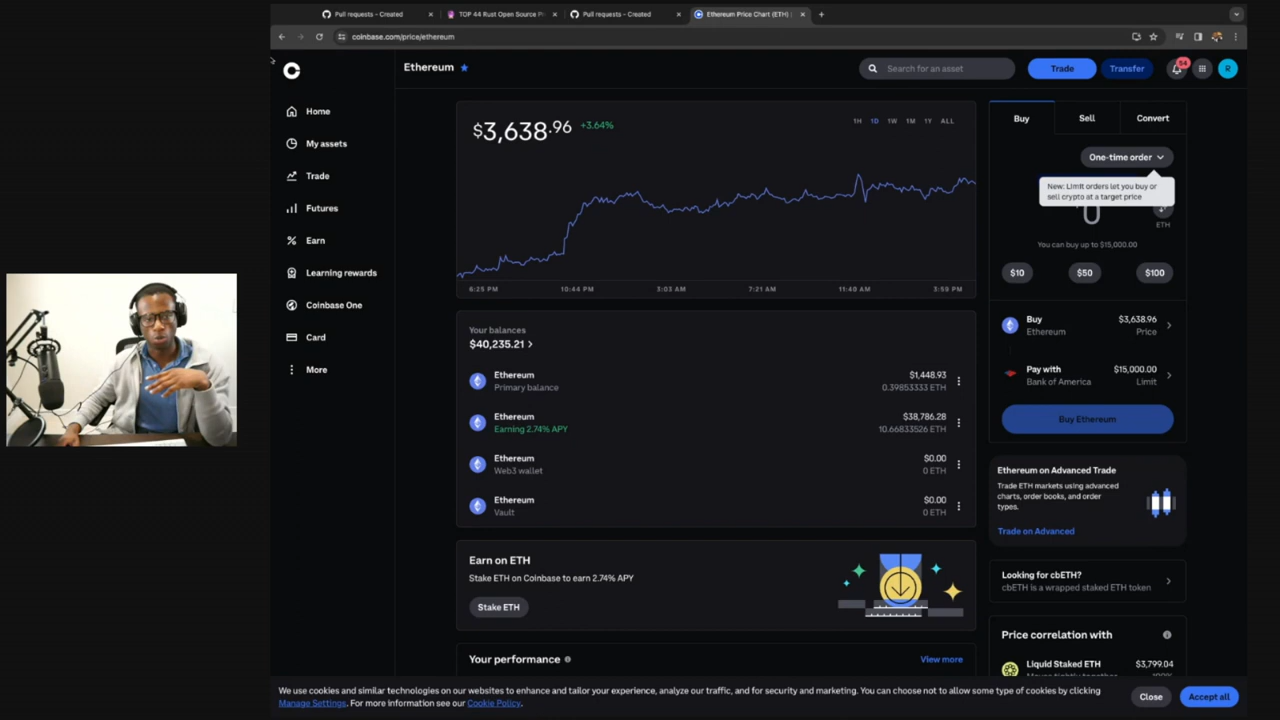 Pull requests - Created
TOP 44 Rust Open Source Pr
Pull requests - Created
Ethereum Price Chart (ETH) |
coinbase.com/price/ethereum
Ethereum
Search for an asset
Trade
Transfer
54
R
Home
My assets
Trade
Futures
Earn
Learning rewards
Coinbase One
Card
More
$3,638.96 +3.64%
1H 1D 1W 1M 1Y ALL
6:25 PM 10:44 PM 3:03 AM 7:21 AM 11:40 AM 3:59 PM
Your balances
$40,235.21
Ethereum
Primary balance
$1,448.93
0.39853333 ETH
Ethereum
Earning 2.74% APY
$38,786.28
10.66833526 ETH
Ethereum
Web3 wallet
$0.00
0 ETH
Ethereum
Vault
$0.00
0 ETH
Earn on ETH
Stake ETH on Coinbase to earn 2.74% APY
Stake ETH
Your performance
View more
Buy
Sell
Convert
One-time order
New: Limit orders let you buy or
sell crypto at a target price
0
ETH
You can buy up to $15,000.00
$10
$50
$100
Buy
Ethereum
$3,638.96
Price
Pay with
Bank of America
$15,000.00
Limit
Buy Ethereum
Ethereum on Advanced Trade
Trade ETH markets using advanced
charts, order books, and order
types.
Trade on Advanced
Looking for cbETH?
cbETH is a wrapped staked ETH token
Price correlation with
Liquid Staked ETH
$3,799.04
We use cookies and similar technologies on our websites to enhance and tailor your experience, analyze our traffic, and for security and marketing. You can choose not to allow some type of cookies by clicking
Manage Settings. For more information see our Cookie Policy.
Close
Accept all